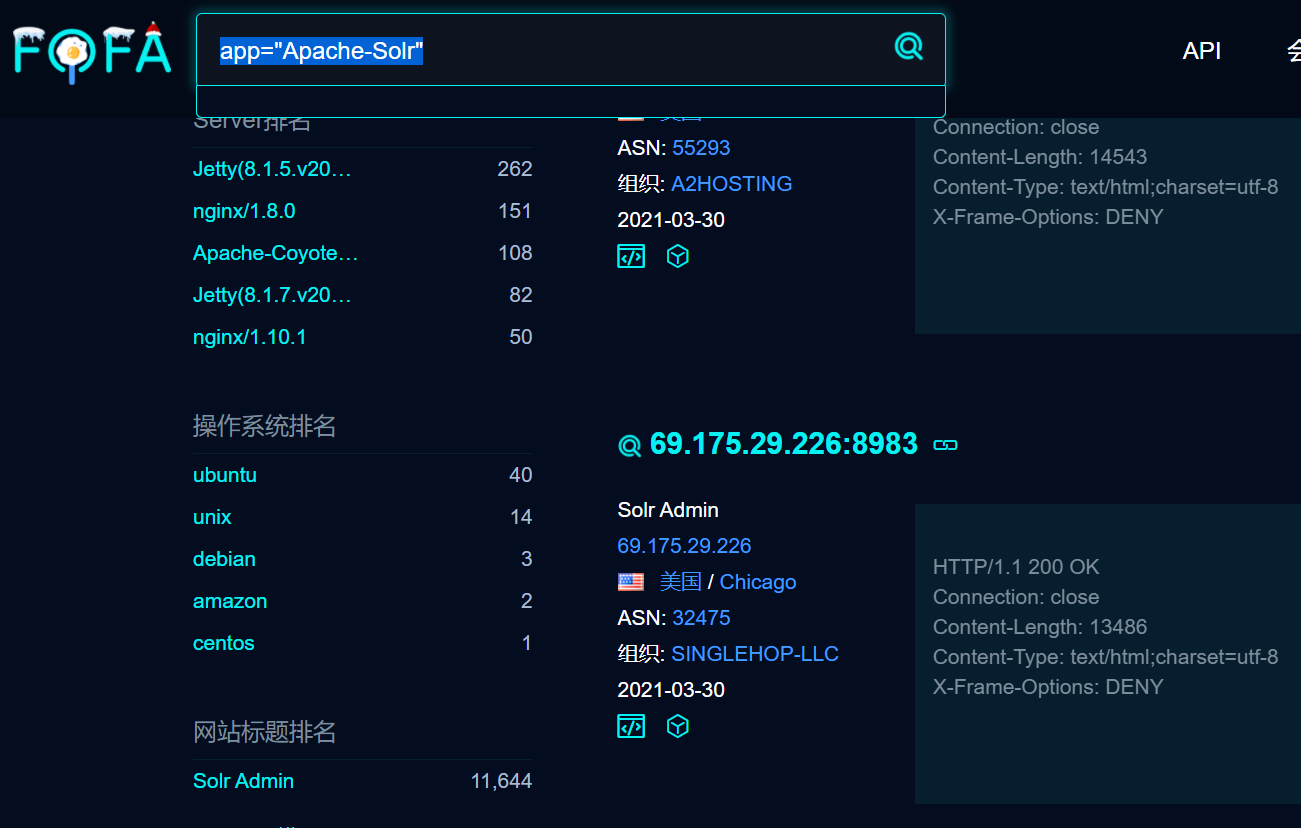 FOFA
app="Apache-Solr"
API
Server排名
Jetty(8.1.5.v20… 262
nginx/1.8.0 151
Apache-Coyote… 108
Jetty(8.1.7.v20… 82
nginx/1.10.1 50
操作系统排名
ubuntu 40
unix 14
debian 3
amazon 2
centos 1
网站标题排名
Solr Admin 11,644
美国
ASN: 55293
组织: A2HOSTING
2021-03-30
Connection: close
Content-Length: 14543
Content-Type: text/html;charset=utf-8
X-Frame-Options: DENY
69.175.29.226:8983
Solr Admin
69.175.29.226
美国 / Chicago
ASN: 32475
组织: SINGLEHOP-LLC
2021-03-30
HTTP/1.1 200 OK
Connection: close
Content-Length: 13486
Content-Type: text/html;charset=utf-8
X-Frame-Options: DENY